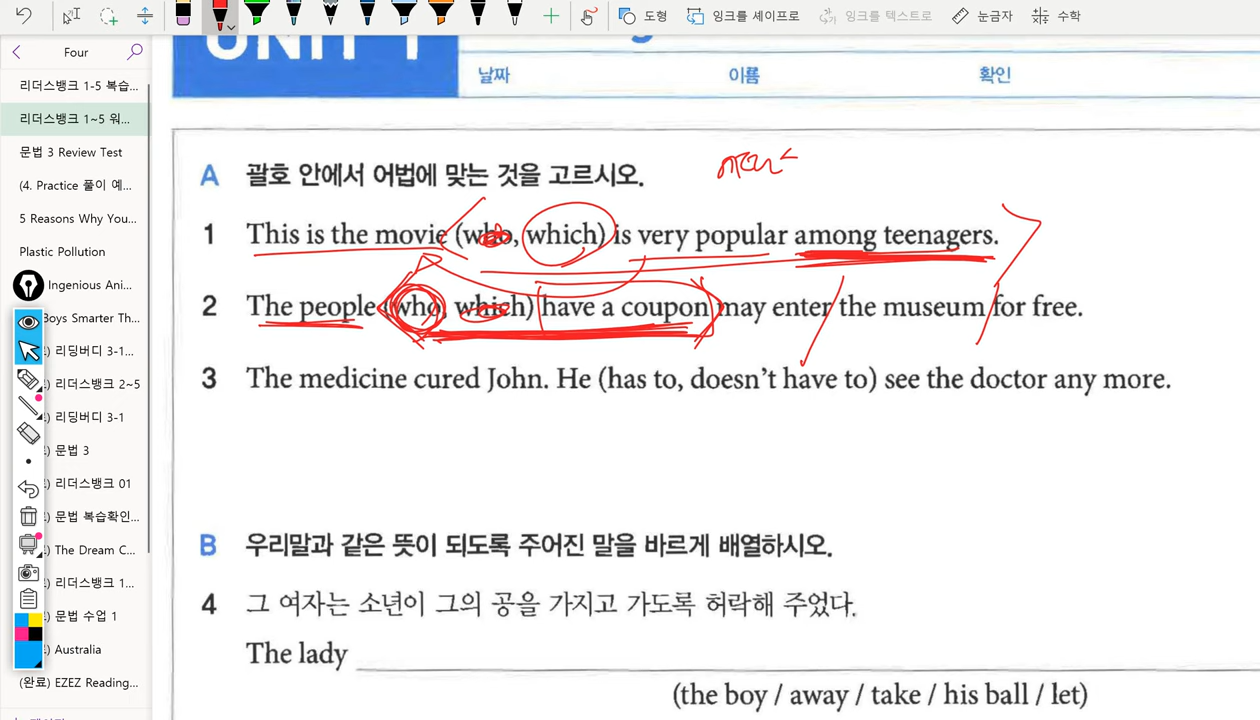 도형
잉크를 셰이프로
잉크를 텍스트로
눈금자
수학
Four
리더스뱅크 1-5 복습...
리더스뱅크 1~5 워...
문법 3 Review Test
(4. Practice 풀이 예...
5 Reasons Why You...
Plastic Pollution
Ingenious Ani...
Boys Smarter Th...
) 리딩버디 3-1...
) 리더스뱅크 2~5
) 리딩버디 3-1
) 문법 3
) 리더스뱅크 01
) 문법 복습확인...
) The Dream C...
) 리더스뱅크 1...
) 문법 수업 1
) Australia
(완료) EZEZ Reading...
UNIT 1
날짜 이름 확인
A 괄호 안에서 어법에 맞는 것을 고르시오.
1 This is the movie (who, which) is very popular among teenagers.
2 The people (who, which) have a coupon may enter the museum for free.
3 The medicine cured John. He (has to, doesn't have to) see the doctor any more.
B 우리말과 같은 뜻이 되도록 주어진 말을 바르게 배열하시오.
4 그 여자는 소년이 그의 공을 가지고 가도록 허락해 주었다.
The lady
(the boy / away / take / his ball / let)